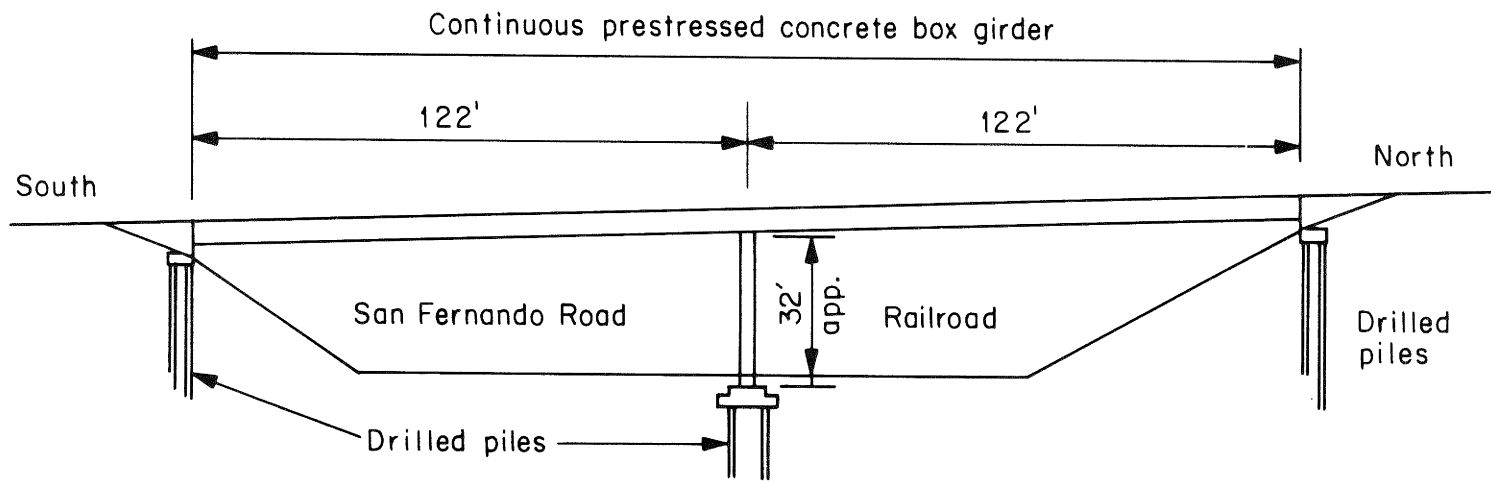 Continuous prestressed concrete box girder
122'
122'
South
North
32'
app.
San Fernando Road
Railroad
Drilled
piles
Drilled piles